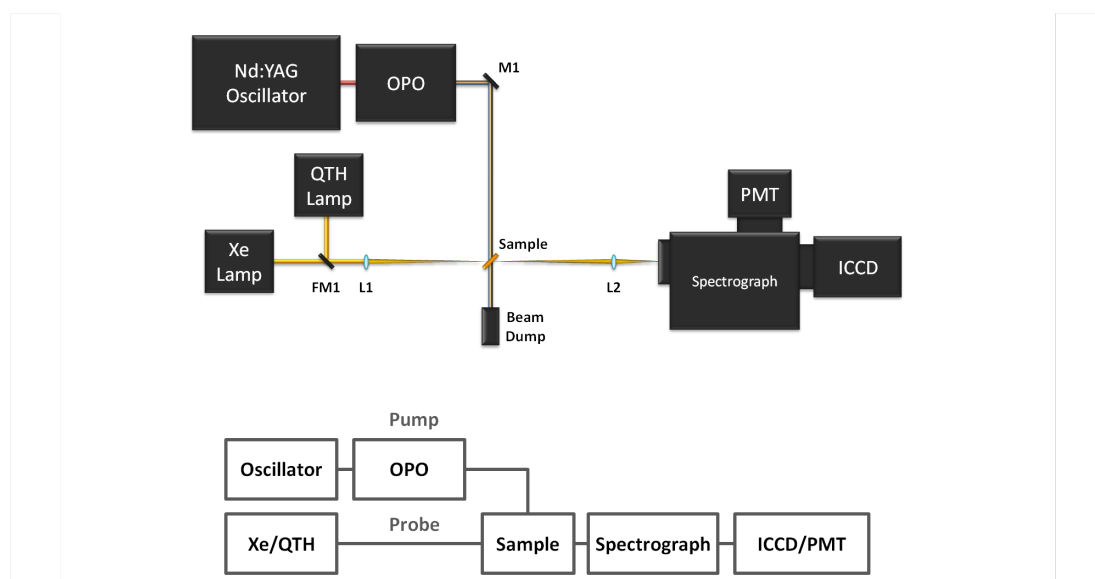 Nd:YAG
Oscillator
OPO
M1
QTH
Lamp
Xe
Lamp
FM1
L1
Sample
L2
PMT
Spectrograph
ICCD
Beam
Dump
Pump
Oscillator
OPO
Probe
Xe/QTH
Sample
Spectrograph
ICCD/PMT